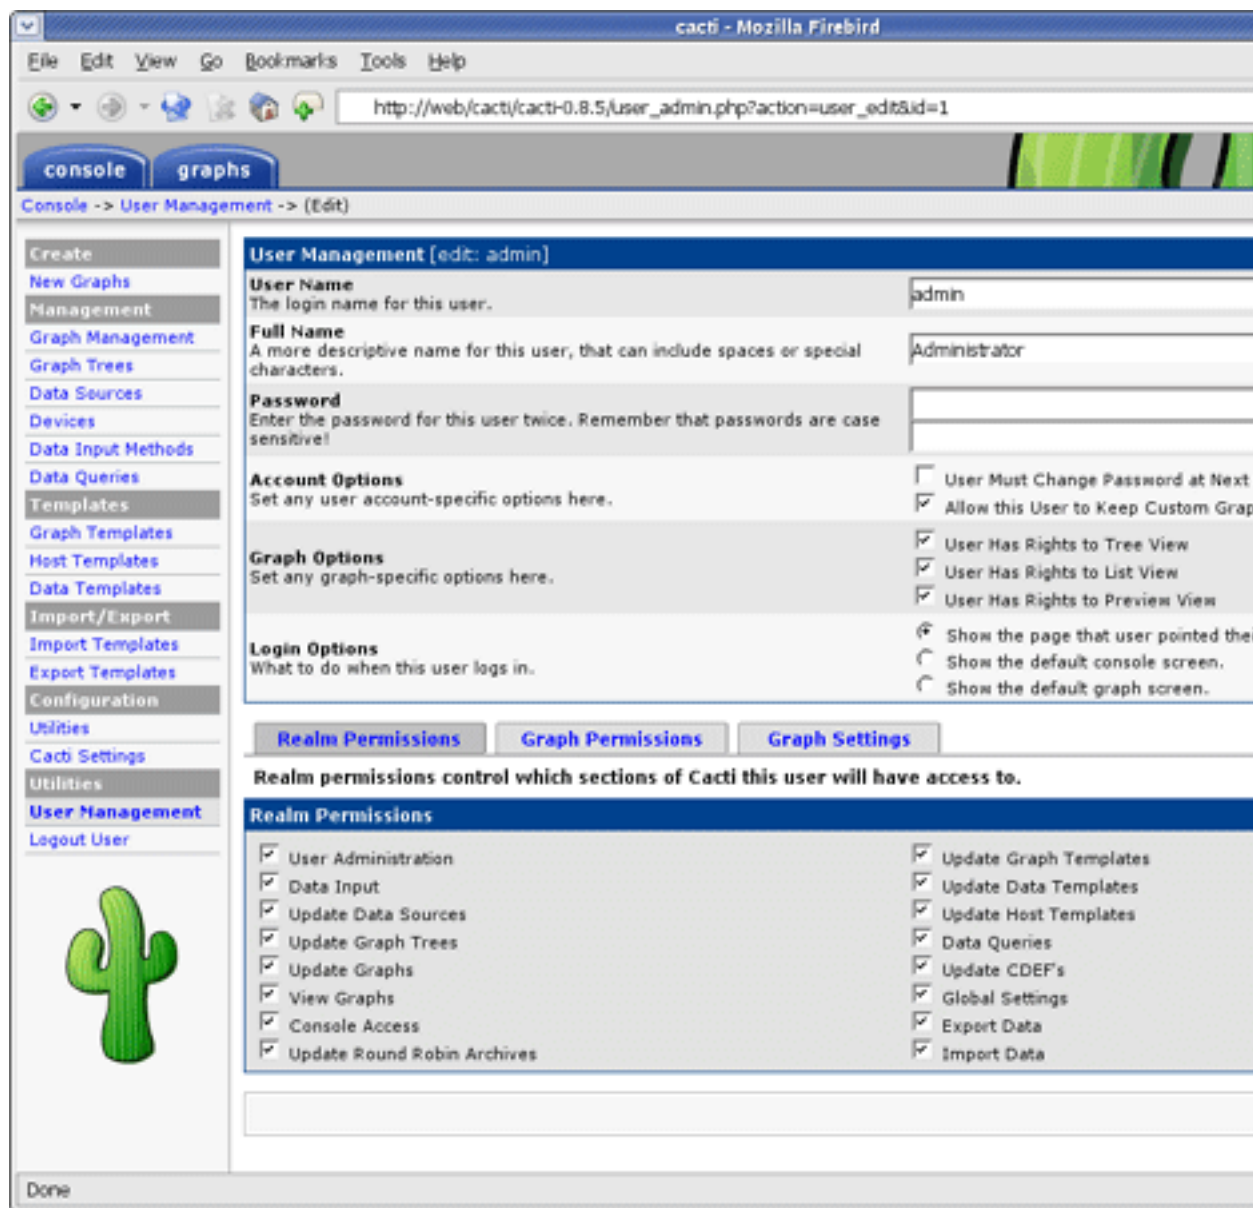 cacti - Mozilla Firebird
File Edit View Go Bookmarks Tools Help
http://web/cacti/cacti-0.8.5/user_admin.php?action=user_edit&id=1
console graphs
Console -> User Management -> (Edit)
Create
New Graphs
Management
Graph Management
Graph Trees
Data Sources
Devices
Data Input Methods
Data Queries
Templates
Graph Templates
Host Templates
Data Templates
Import/Export
Import Templates
Export Templates
Configuration
Utilities
Cacti Settings
Utilities
User Management
Logout User
User Management [edit: admin]
User Name
The login name for this user.
admin
Full Name
A more descriptive name for this user, that can include spaces or special
characters.
Administrator
Password
Enter the password for this user twice. Remember that passwords are case
sensitive!
Account Options
Set any user account-specific options here.
User Must Change Password at Next
Allow this User to Keep Custom Grap
Graph Options
Set any graph-specific options here.
User Has Rights to Tree View
User Has Rights to List View
User Has Rights to Preview View
Login Options
What to do when this user logs in.
Show the page that user pointed thei
Show the default console screen.
Show the default graph screen.
Realm Permissions Graph Permissions Graph Settings
Realm permissions control which sections of Cacti this user will have access to.
Realm Permissions
User Administration
Data Input
Update Data Sources
Update Graph Trees
Update Graphs
View Graphs
Console Access
Update Round Robin Archives
Update Graph Templates
Update Data Templates
Update Host Templates
Data Queries
Update CDEF's
Global Settings
Export Data
Import Data
Done